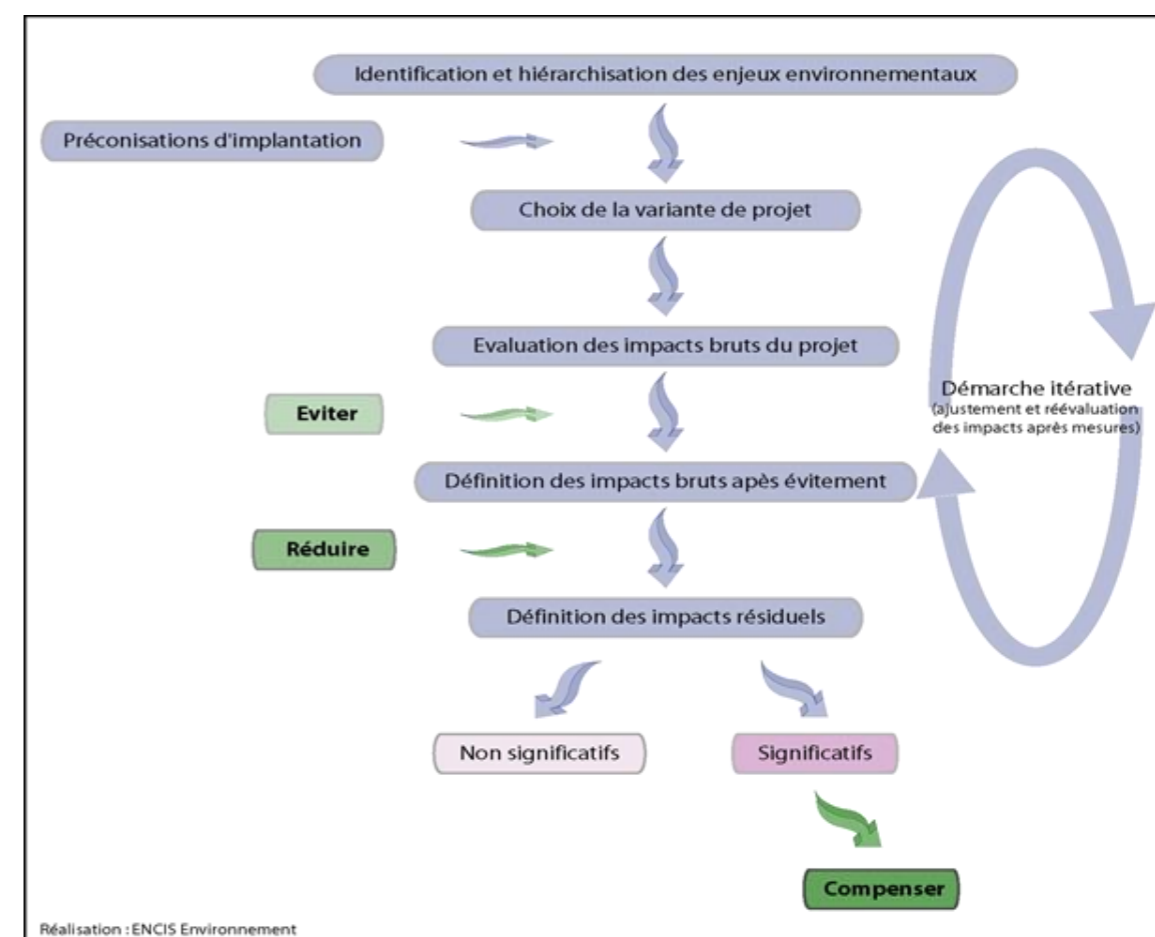 Identification et hiérarchisation des enjeux environnementaux
Préconisations d'implantation
Choix de la variante de projet
Evaluation des impacts bruts du projet
Démarche itérative
(ajustement et réévaluation
des impacts après mesures)
Eviter
Définition des impacts bruts apès évitement
Réduire
Définition des impacts résiduels
Non significatifs
Significatifs
Compenser
Réalisation : ENCIS Environnement